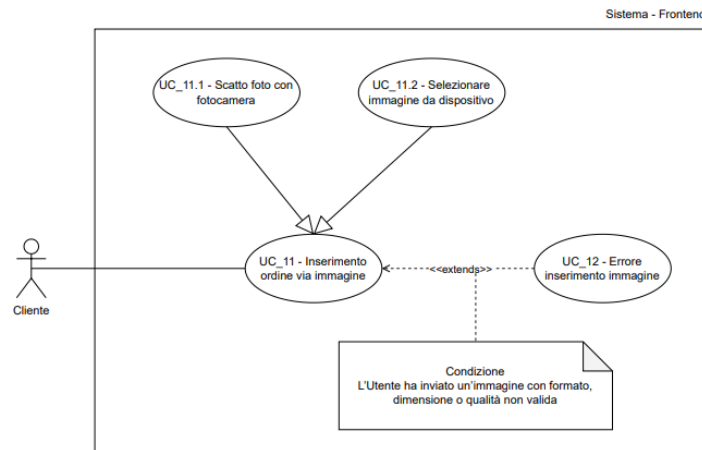 Sistema - Frontend
UC_11.1 - Scatto foto con
fotocamera
UC_11.2 - Selezionare
immagine da dispositivo
UC_11 - Inserimento
ordine via immagine
<<extends>>
UC_12 - Errore
inserimento immagine
Cliente
Condizione
L'Utente ha inviato un'immagine con formato,
dimensione o qualità non valida